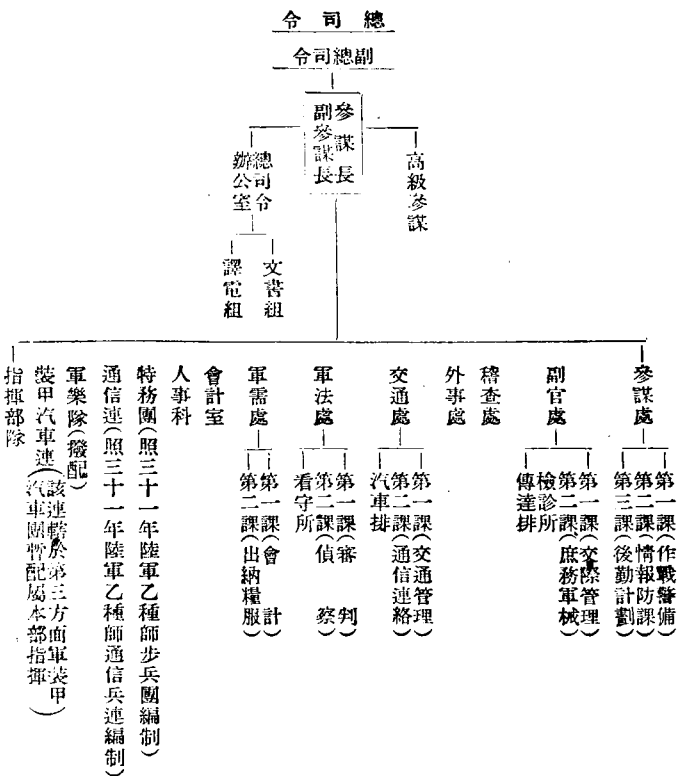 總司令
副總司令
參謀長
副參謀長
高級參謀
總司令
辦公室
文書組
譯電組
參謀處
第一課(作戰警備)
第二課(情報防課)
第三課(後勤計劃)
副官處
第一課(交際管理)
第二課(庶務軍械)
檢診所
傳達排
稽查處
外事處
交通處
第一課(交通管理)
第二課(通信連絡)
汽車排
軍法處
第一課(審判)
第二課(偵察)
看守所
軍需處
第一課(會計)
第二課(出納糧服)
會計室
人事科
特務團(照三十一年陸軍乙種師步兵團編制)
通信連(照三十一年陸軍乙種師通信兵連編制)
軍樂隊(撥配)
裝甲汽車連(該連轄於第三方面軍裝甲
汽車團暫配屬本部指揮)
指揮部隊